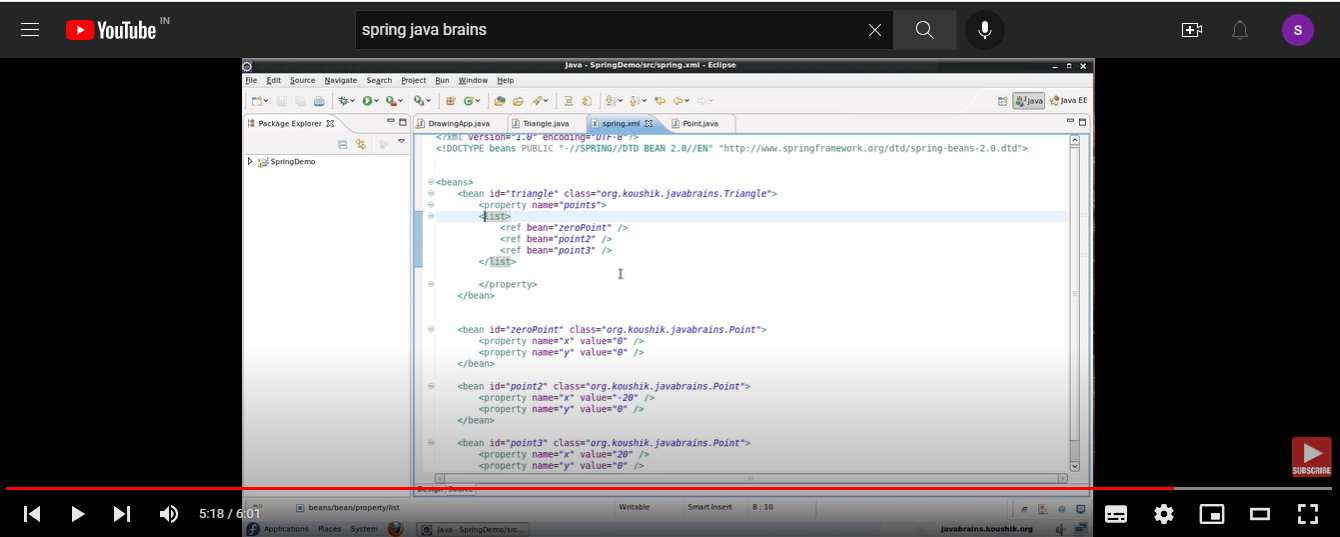 YouTube IN
spring java brains
S
Java - SpringDemo/src/spring.xml - Eclipse
File Edit Source Navigate Search Project Run Window Help
Java Java EE
Package Explorer
DrawingApp.java Triangle.java spring.xml Point.java
SpringDemo
<?xml version="1.0" encoding="UTF-8"?>
<!DOCTYPE beans PUBLIC "-//SPRING//DTD BEAN 2.0//EN" "http://www.springframework.org/dtd/spring-beans-2.0.dtd">
<beans>
<bean id="triangle" class="org.koushik.javabrains.Triangle">
<property name="points">
<list>
<ref bean="zeroPoint" />
<ref bean="point2" />
<ref bean="point3" />
</list>
</property>
</bean>
<bean id="zeroPoint" class="org.koushik.javabrains.Point">
<property name="x" value="0" />
<property name="y" value="0" />
</bean>
<bean id="point2" class="org.koushik.javabrains.Point">
<property name="x" value="-20" />
<property name="y" value="0" />
</bean>
<bean id="point3" class="org.koushik.javabrains.Point">
<property name="x" value="20" />
<property name="y" value="0" />
SUBSCRIBE
Design Source
beans/bean/property/list Writable Smart Insert 8 : 10
5:18 / 6:01
Applications Places System Java - SpringDemo/src... javabrains.koushik.org